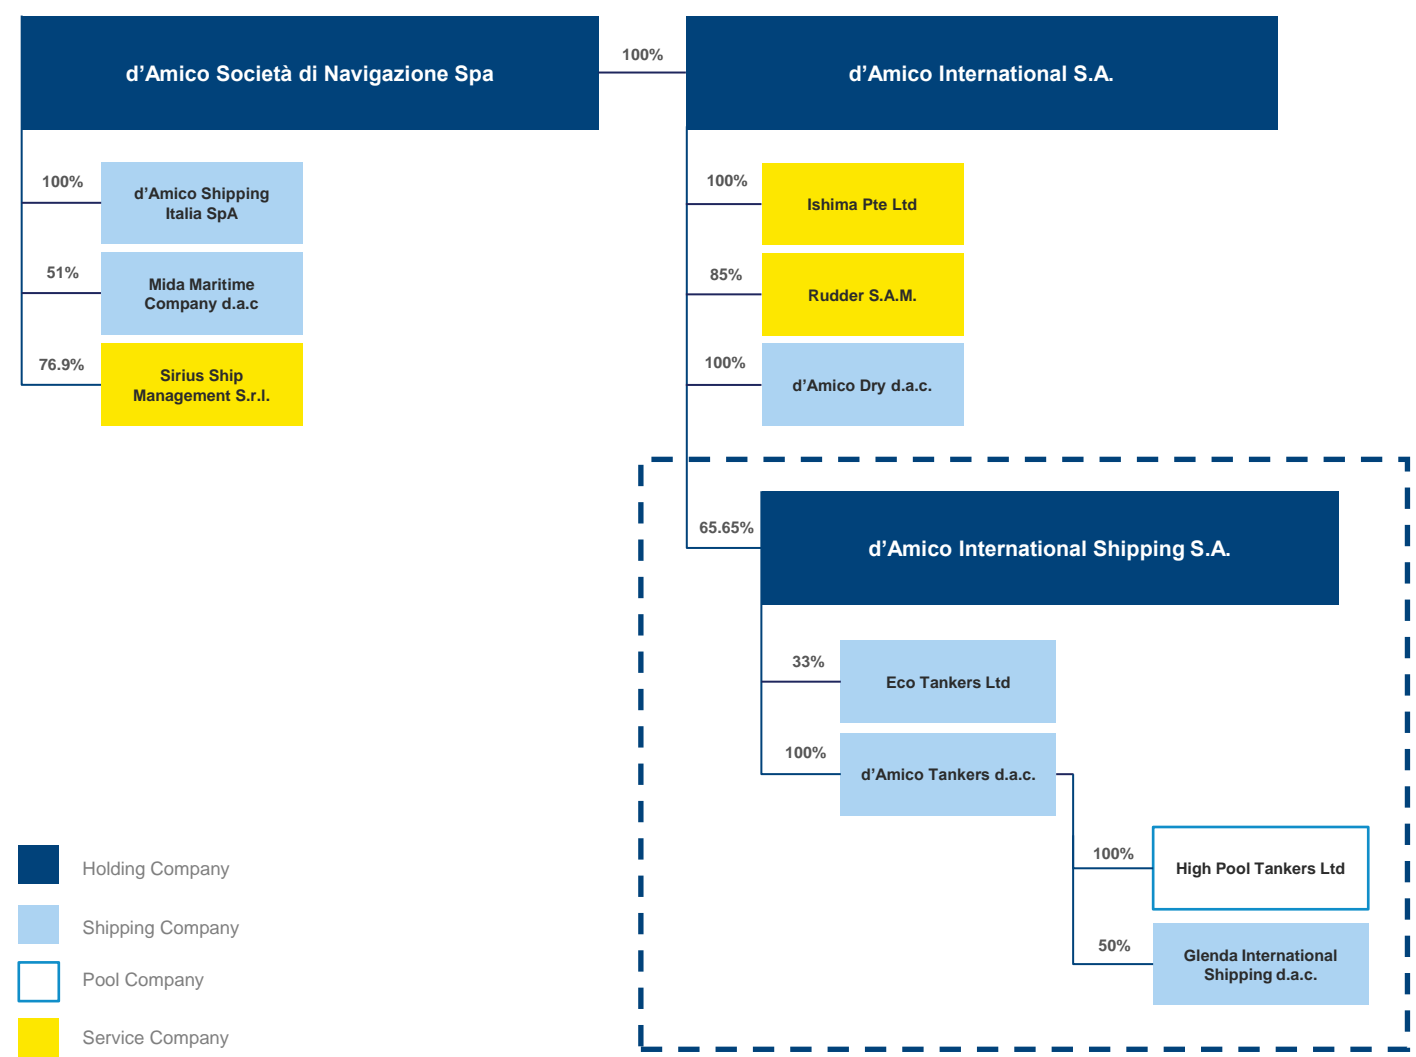 d’Amico Società di Navigazione Spa
100%
d’Amico International S.A.
100%
d’Amico Shipping
Italia SpA
51%
Mida Maritime
Company d.a.c
76.9%
Sirius Ship
Management S.r.l.
100%
Ishima Pte Ltd
85%
Rudder S.A.M.
100%
d’Amico Dry d.a.c.
65.65%
d’Amico International Shipping S.A.
33%
Eco Tankers Ltd
100%
d’Amico Tankers d.a.c.
100%
High Pool Tankers Ltd
50%
Glenda International
Shipping d.a.c.
Holding Company
Shipping Company
Pool Company
Service Company